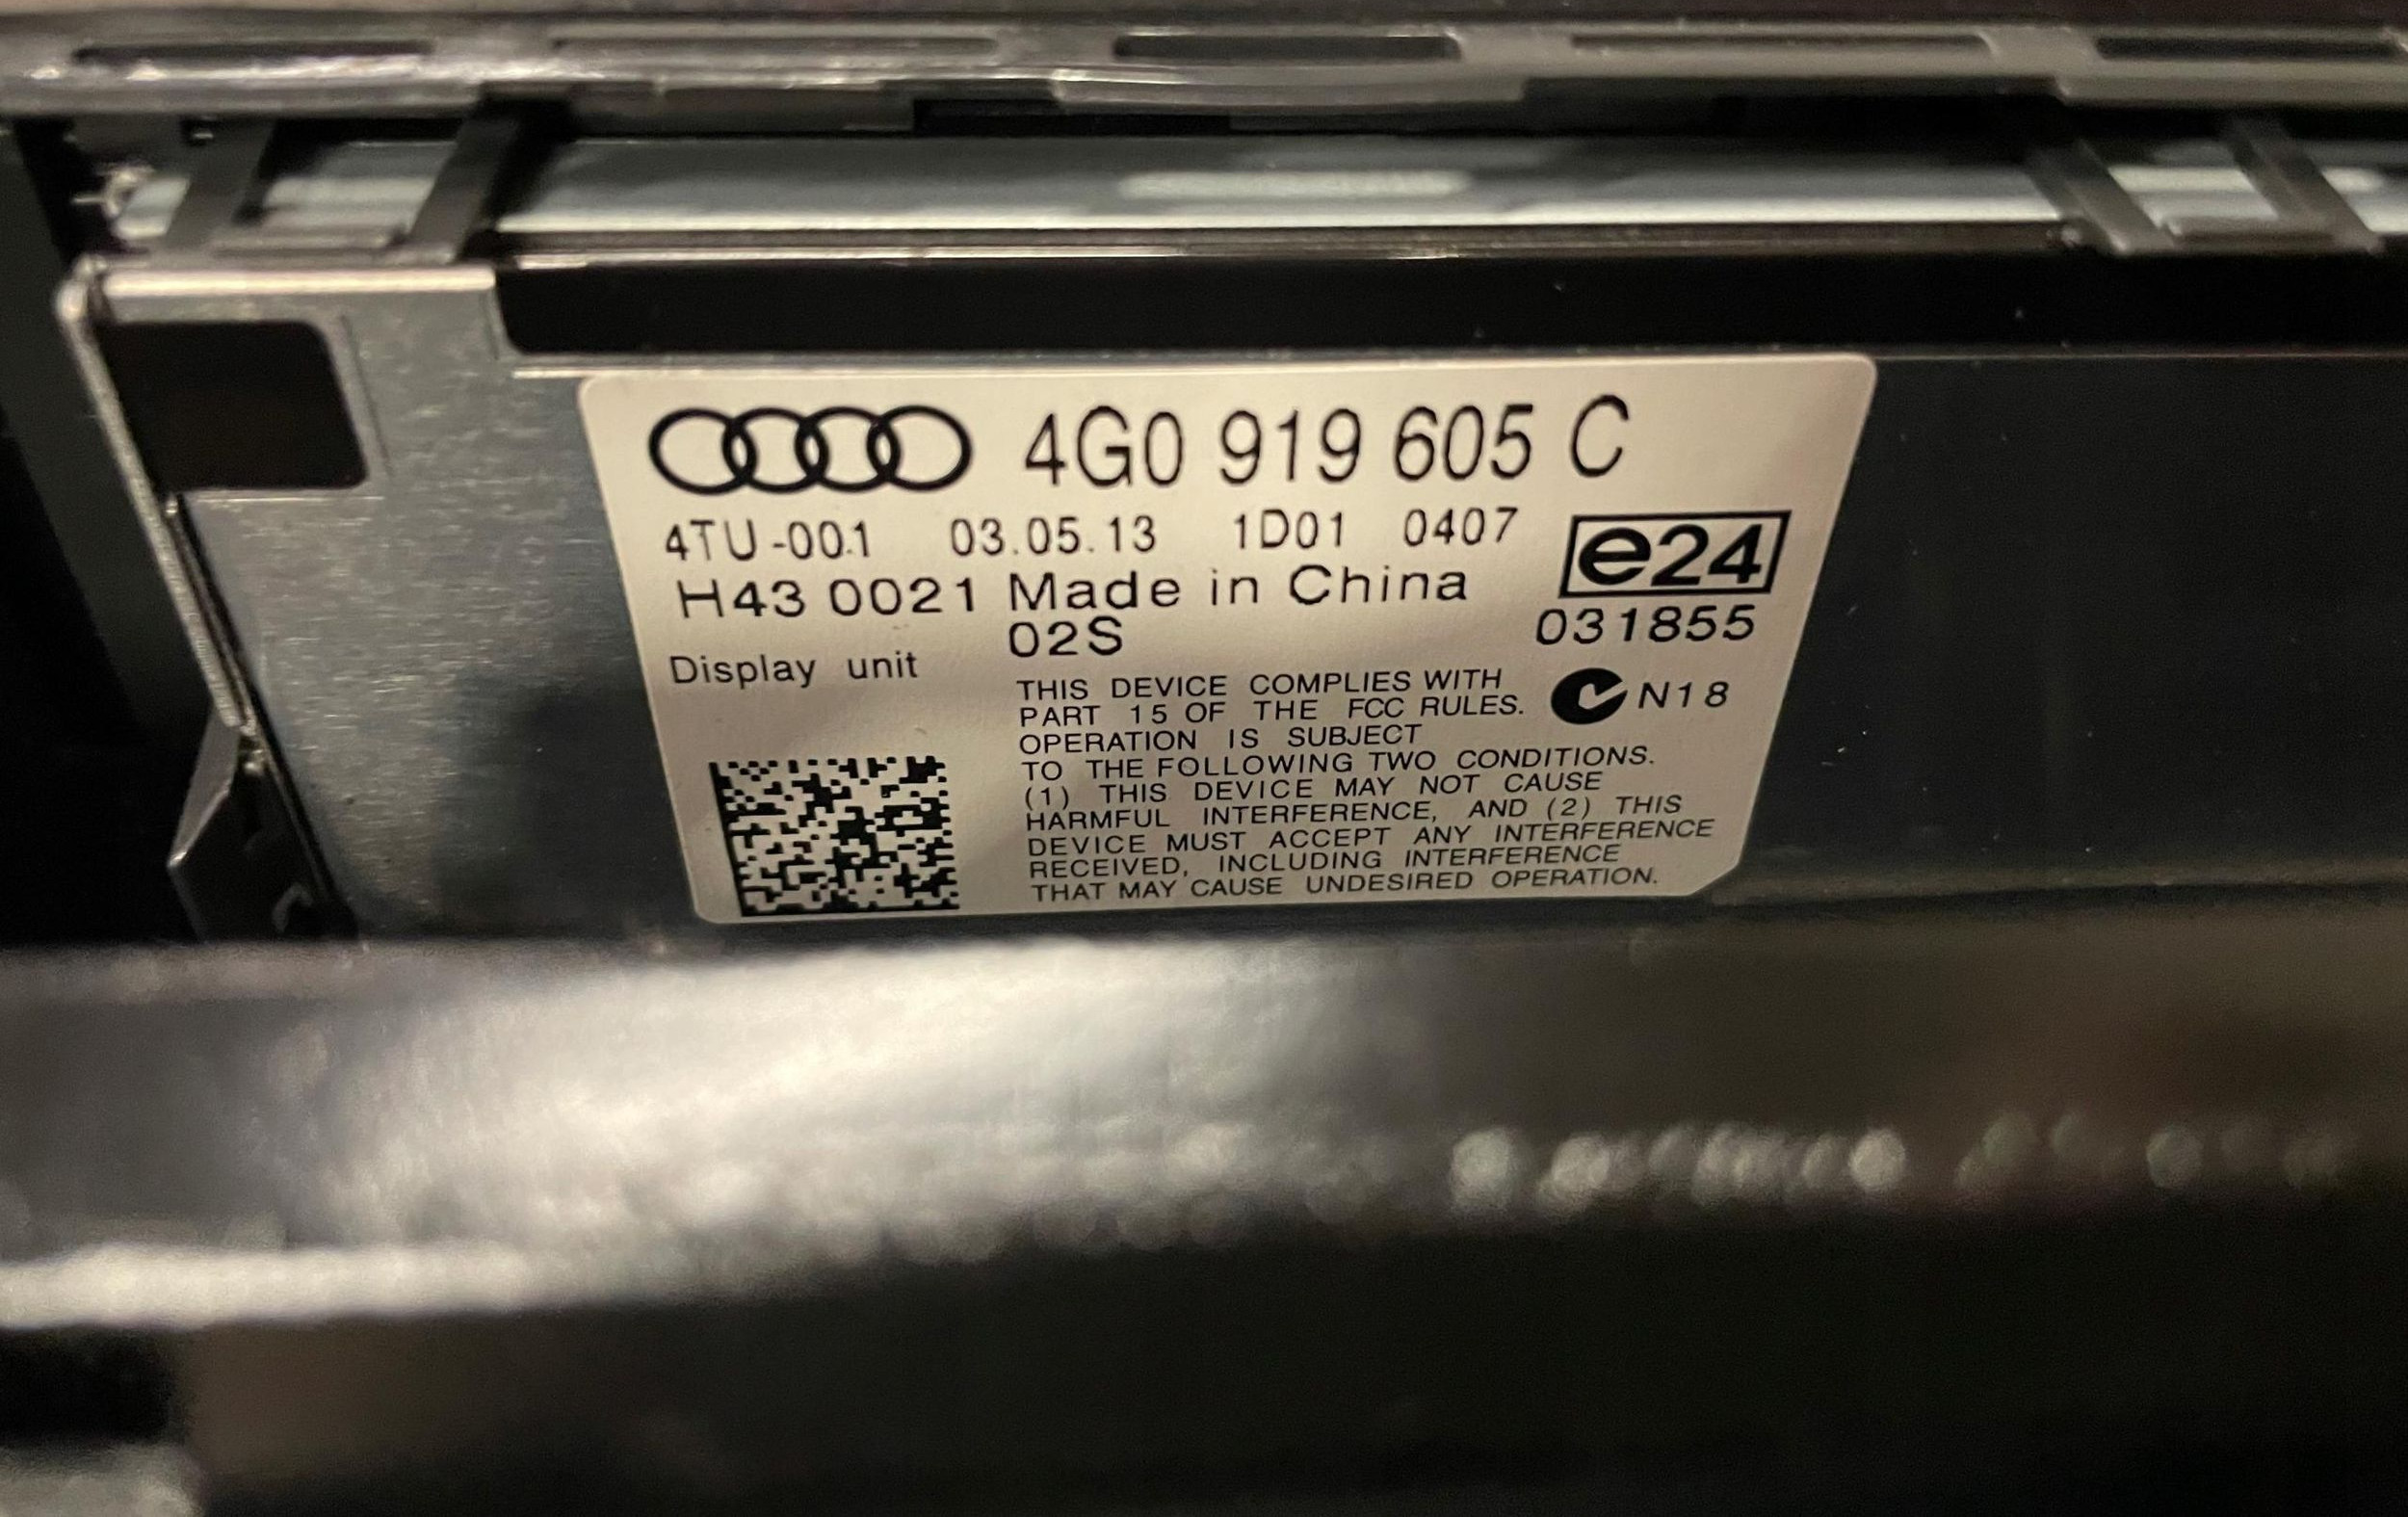 4G0 919 605 C
4TU-001 03.05.13 1D01 0407
e24
H43 0021 Made in China
02S
031855
Display unit
N18
THIS DEVICE COMPLIES WITH
PART 15 OF THE FCC RULES.
OPERATION IS SUBJECT
TO THE FOLLOWING TWO CONDITIONS.
(1) THIS DEVICE MAY NOT CAUSE
HARMFUL INTERFERENCE, AND (2) THIS
DEVICE MUST ACCEPT ANY INTERFERENCE
RECEIVED, INCLUDING INTERFERENCE
THAT MAY CAUSE UNDESIRED OPERATION.